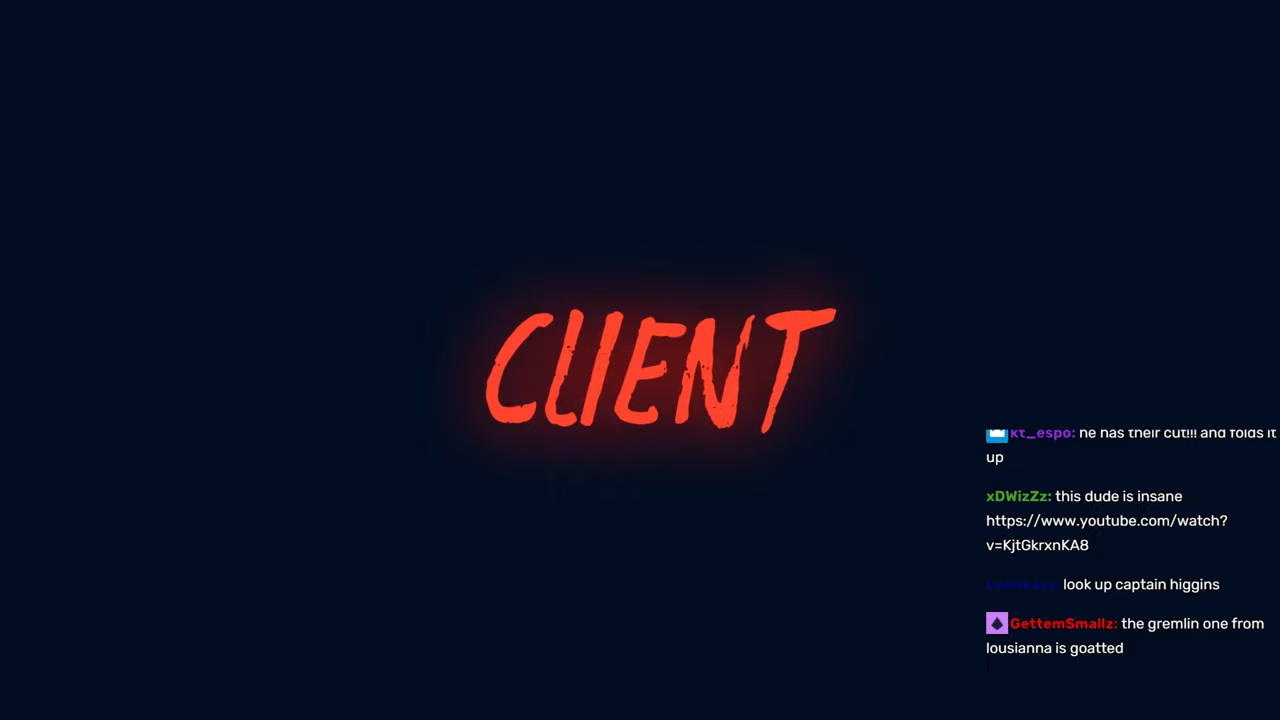 CLIENT
kt_espo: he has their cut!!! and folds it
up
xDWizZz: this dude is insane
https://www.youtube.com/watch?
v=KjtGkrxnKA8
look up captain higgins
GettemSmallz: the gremlin one from
lousianna is goatted